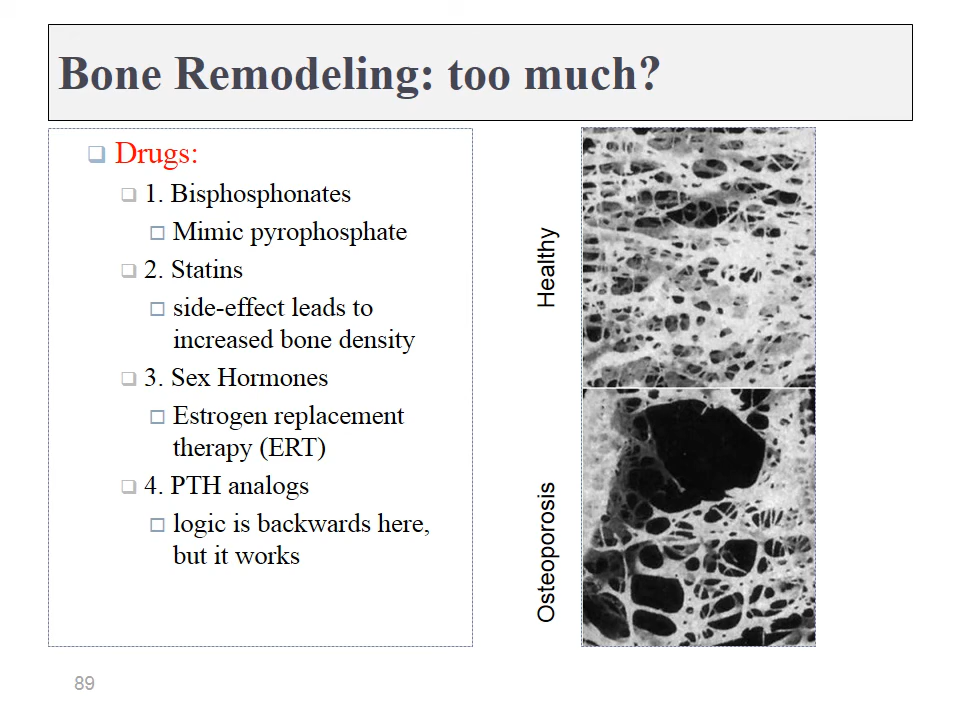 Bone Remodeling: too much?
Drugs:
1. Bisphosphonates
Mimic pyrophosphate
2. Statins
side-effect leads to
increased bone density
3. Sex Hormones
Estrogen replacement
therapy (ERT)
4. PTH analogs
logic is backwards here,
but it works
Healthy
Osteoporosis
89